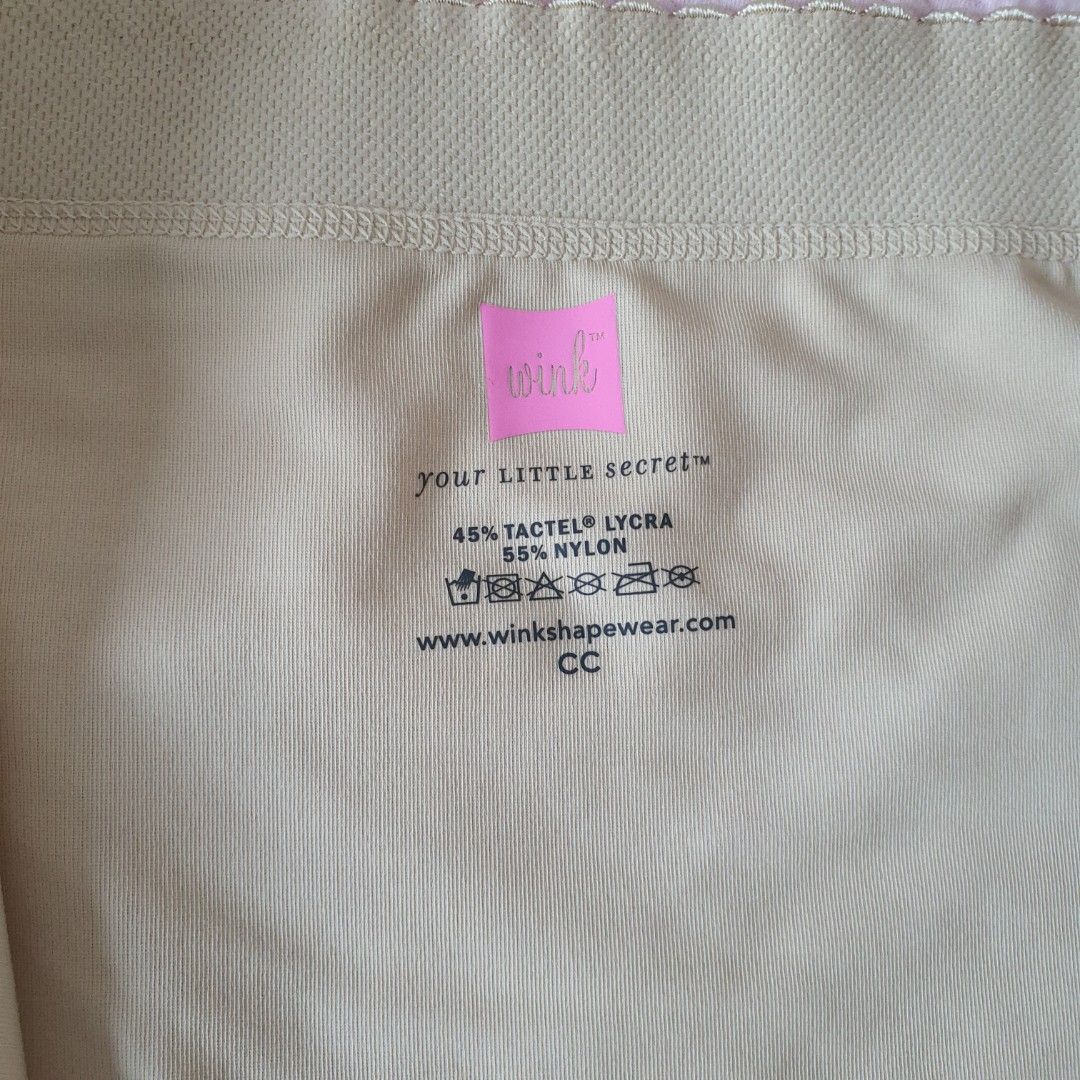 wink™
your LITTLE secret™
45% TACTEL® LYCRA
55% NYLON
www.winkshapewear.com
CC